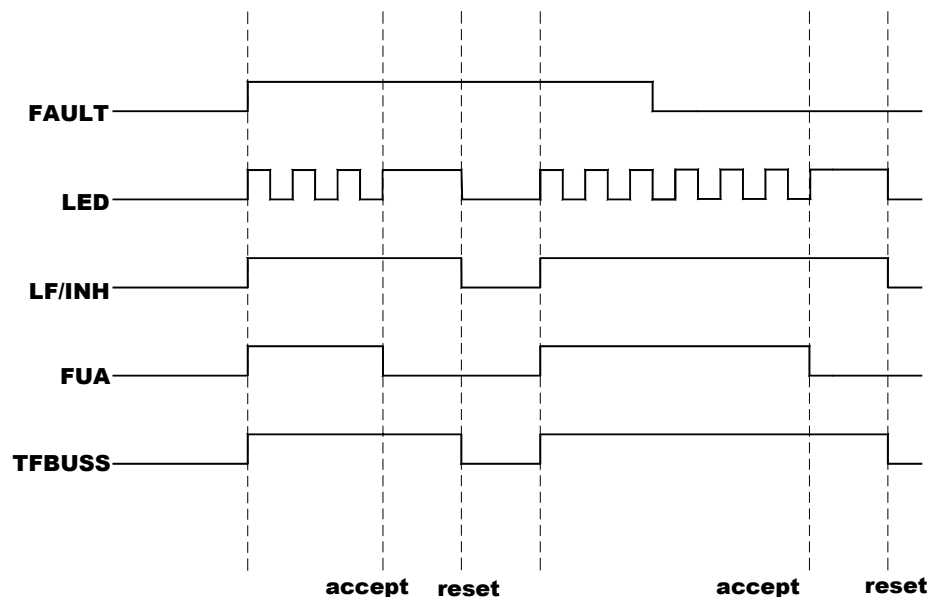 FAULT
LED
LF/INH
FUA
TFBUSS
accept reset accept reset